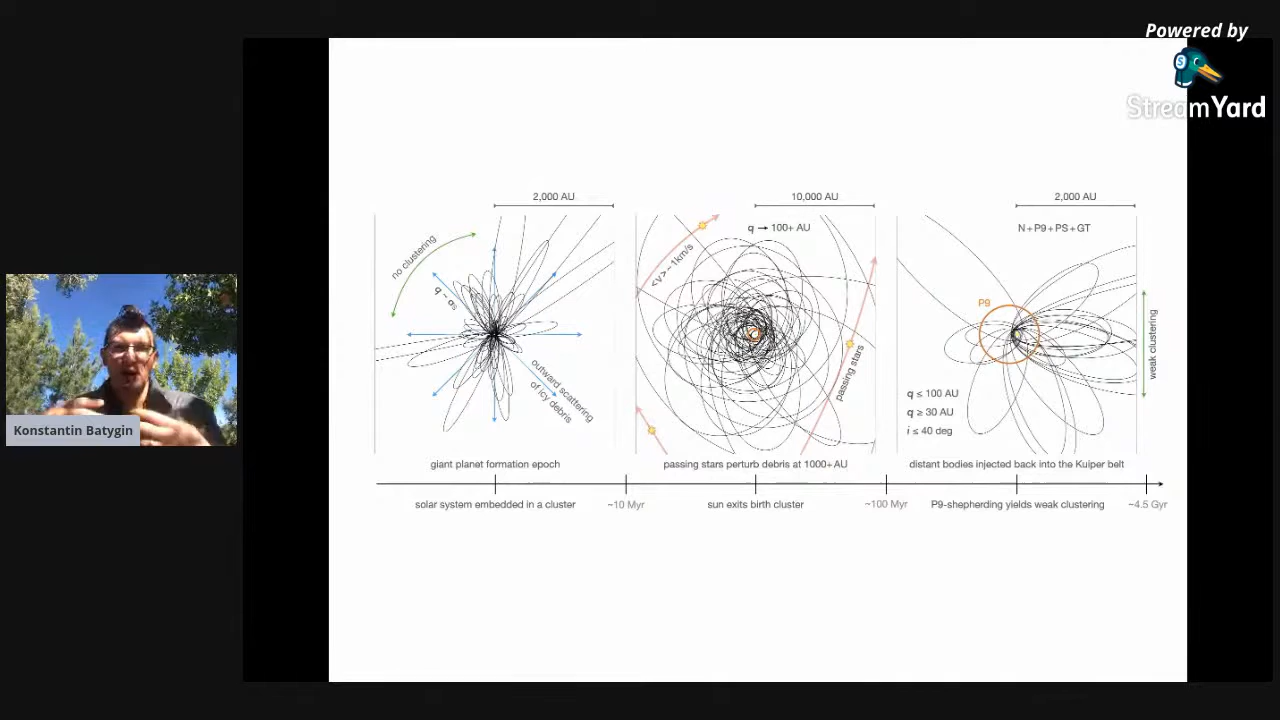 Powered by
StreamYard
Konstantin Batygin
2,000 AU
no clustering
q ~ a₅
outward scattering
of icy debris
giant planet formation epoch
10,000 AU
q → 100+ AU
<v> ~ 1km/s
passing stars
passing stars perturb debris at 1000+ AU
2,000 AU
N + P9 + PS + GT
P9
weak clustering
q ≤ 100 AU
q ≥ 30 AU
i ≤ 40 deg
distant bodies injected back into the Kuiper belt
solar system embedded in a cluster
~10 Myr
sun exits birth cluster
~100 Myr
P9-shepherding yields weak clustering
~4.5 Gyr